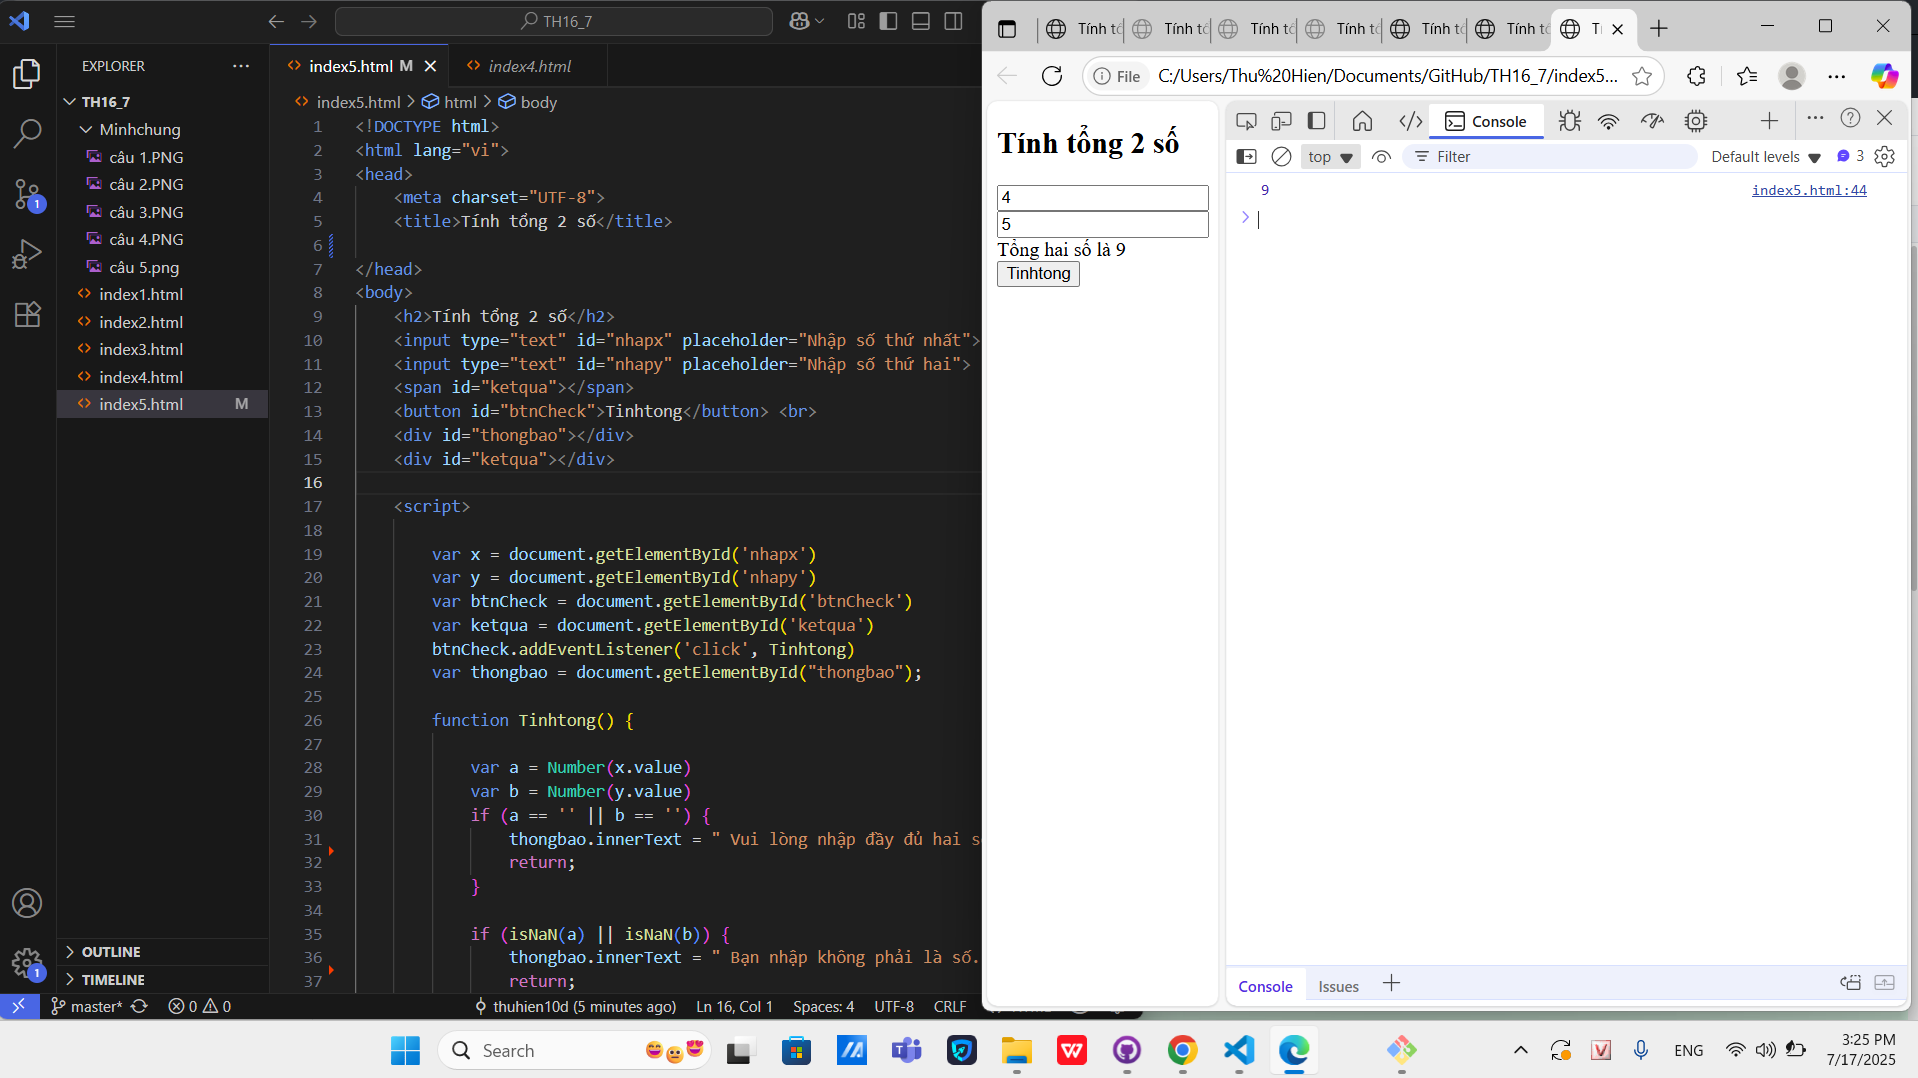 TH16_7
EXPLORER
TH16_7
Minhchung
câu 1.PNG
câu 2.PNG
câu 3.PNG
câu 4.PNG
câu 5.png
index1.html
index2.html
index3.html
index4.html
index5.html M
OUTLINE
TIMELINE
index5.html M
index4.html
index5.html > html > body
1 <!DOCTYPE html>
2 <html lang="vi">
3 <head>
4 <meta charset="UTF-8">
5 <title>Tính tổng 2 số</title>
6
7 </head>
8 <body>
9 <h2>Tính tổng 2 số</h2>
10 <input type="text" id="nhapx" placeholder="Nhập số thứ nhất">
11 <input type="text" id="nhapy" placeholder="Nhập số thứ hai">
12 <span id="ketqua"></span>
13 <button id="btnCheck">Tinhtong</button> <br>
14 <div id="thongbao"></div>
15 <div id="ketqua"></div>
16
17 <script>
18
19 var x = document.getElementById('nhapx')
20 var y = document.getElementById('nhapy')
21 var btnCheck = document.getElementById('btnCheck')
22 var ketqua = document.getElementById('ketqua')
23 btnCheck.addEventListener('click', Tinhtong)
24 var thongbao = document.getElementById("thongbao");
25
26 function Tinhtong() {
27
28 var a = Number(x.value)
29 var b = Number(y.value)
30 if (a == '' || b == '') {
31 thongbao.innerText = " Vui lòng nhập đầy đủ hai s
32 return;
33 }
34
35 if (isNaN(a) || isNaN(b)) {
36 thongbao.innerText = " Bạn nhập không phải là số.
37 return;
1
1
master* 0 0
thuhien10d (5 minutes ago) Ln 16, Col 1 Spaces: 4 UTF-8 CRLF
Tính tố Tính tố Tính tố Tính tố Tính tố Tính tố
File C:/Users/Thu%20Hien/Documents/GitHub/TH16_7/index5...
Tính tổng 2 số
4
5
Tổng hai số là 9
Tinhtong
Console
top Filter Default levels 3
9 index5.html:44
Console Issues
Search
ENG
3:25 PM
7/17/2025